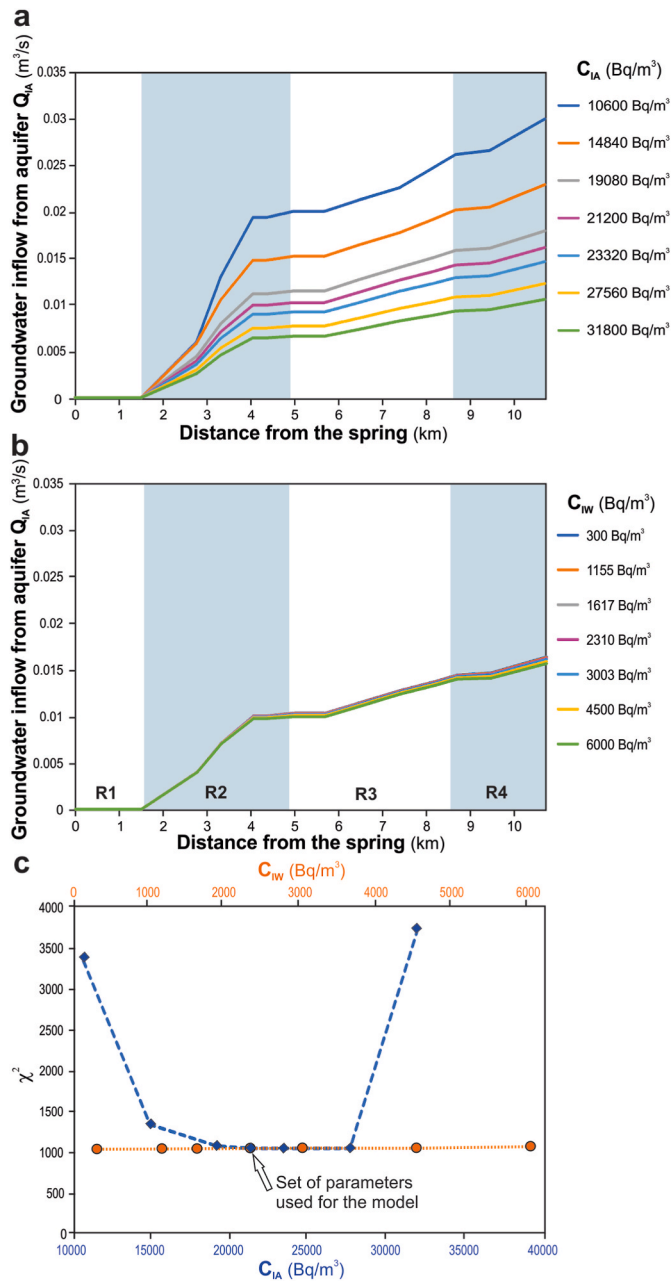 a
Groundwater inflow from aquifer Q_IA (m³/s)
0.035
0.03
0.025
0.02
0.015
0.01
0.005
0
0 1 2 3 4 5 6 7 8 9 10
Distance from the spring (km)
C_IA (Bq/m³)
10600 Bq/m³
14840 Bq/m³
19080 Bq/m³
21200 Bq/m³
23320 Bq/m³
27560 Bq/m³
31800 Bq/m³
b
Groundwater inflow from aquifer Q_IA (m³/s)
0.035
0.03
0.025
0.02
0.015
0.01
0.005
0
R1 R2 R3 R4
0 1 2 3 4 5 6 7 8 9 10
Distance from the spring (km)
C_IW (Bq/m³)
300 Bq/m³
1155 Bq/m³
1617 Bq/m³
2310 Bq/m³
3003 Bq/m³
4500 Bq/m³
6000 Bq/m³
c
C_IW (Bq/m³)
0 1000 2000 3000 4000 5000 6000
χ²
4000
3500
3000
2500
2000
1500
1000
500
0
Set of parameters
used for the model
10000 15000 20000 25000 30000 35000 40000
C_IA (Bq/m³)